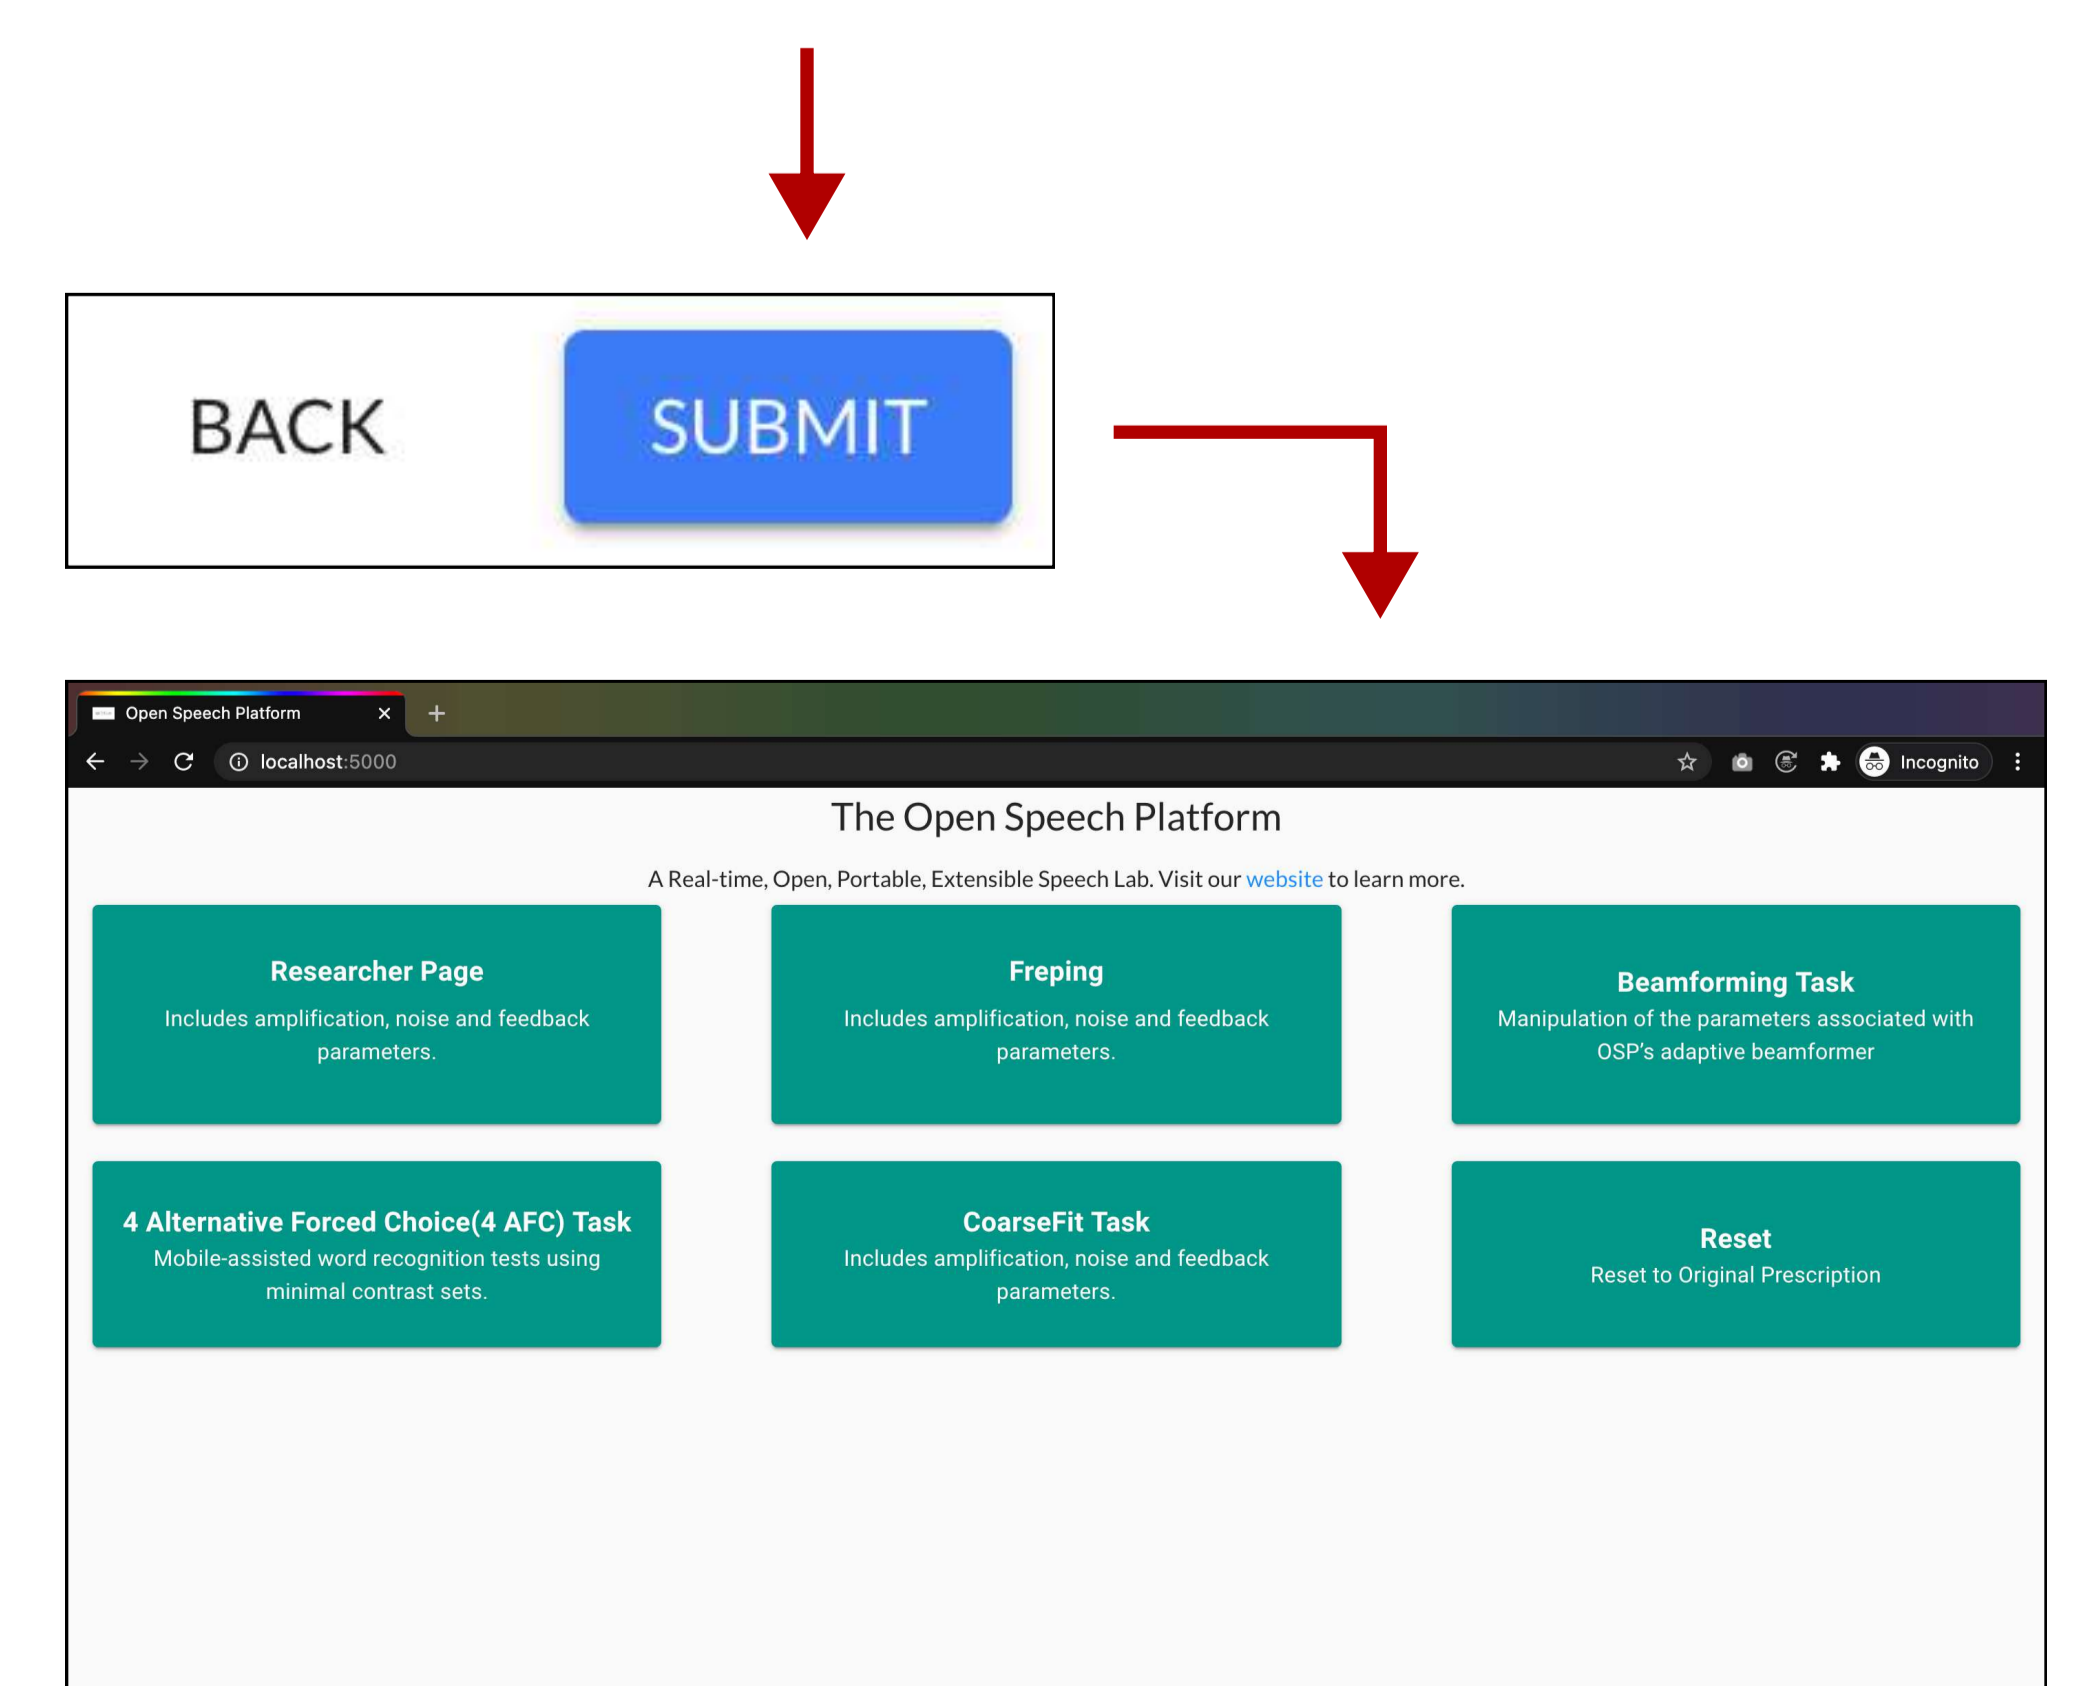 BACK
SUBMIT
Open Speech Platform
localhost:5000
Incognito
The Open Speech Platform
A Real-time, Open, Portable, Extensible Speech Lab. Visit our website to learn more.
Researcher Page
Includes amplification, noise and feedback
parameters.
Freping
Includes amplification, noise and feedback
parameters.
Beamforming Task
Manipulation of the parameters associated with
OSP's adaptive beamformer
4 Alternative Forced Choice(4 AFC) Task
Mobile-assisted word recognition tests using
minimal contrast sets.
CoarseFit Task
Includes amplification, noise and feedback
parameters.
Reset
Reset to Original Prescription